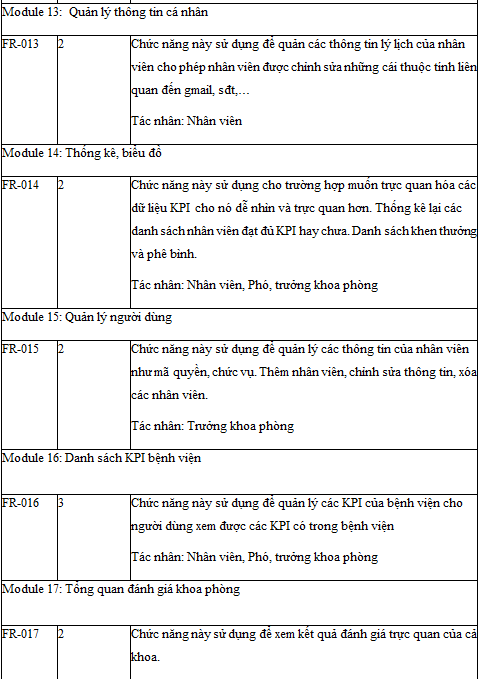 Module 13: Quản lý thông tin cá nhân
FR-013 2 Chức năng này sử dụng để quản các thông tin lý lịch của nhân
viên cho phép nhân viên được chỉnh sửa những cái thuộc tinh liên
quan đến gmail, sđt,…
Tác nhân: Nhân viên
Module 14: Thống kê, biểu đồ
FR-014 2 Chức năng này sử dụng cho trường hợp muốn trực quan hóa các
dữ liệu KPI cho nó dễ nhìn và trực quan hơn. Thống kê lại các
danh sách nhân viên đạt đủ KPI hay chưa. Danh sách khen thưởng
và phê bình.
Tác nhân: Nhân viên, Phó, trưởng khoa phòng
Module 15: Quản lý người dùng
FR-015 2 Chức năng này sử dụng để quản lý các thông tin của nhân viên
như mã quyền, chức vụ. Thêm nhân viên, chỉnh sửa thông tin, xóa
các nhân viên.
Tác nhân: Trưởng khoa phòng
Module 16: Danh sách KPI bệnh viện
FR-016 3 Chức năng này sử dụng để quản lý các KPI của bệnh viện cho
người dùng xem được các KPI có trong bệnh viện
Tác nhân: Nhân viên, Phó, trưởng khoa phòng
Module 17: Tổng quan đánh giá khoa phòng
FR-017 2 Chức năng này sử dụng để xem kết quả đánh giá trực quan của cả
khoa.